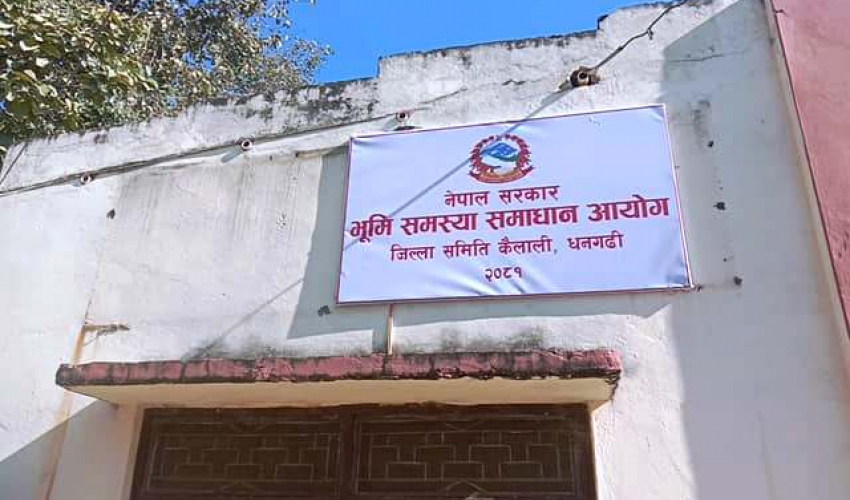 नेपाल सरकार
भूमि समस्या समाधान आयोग
जिल्ला समिति कैलाली, धनगढी
२०८१